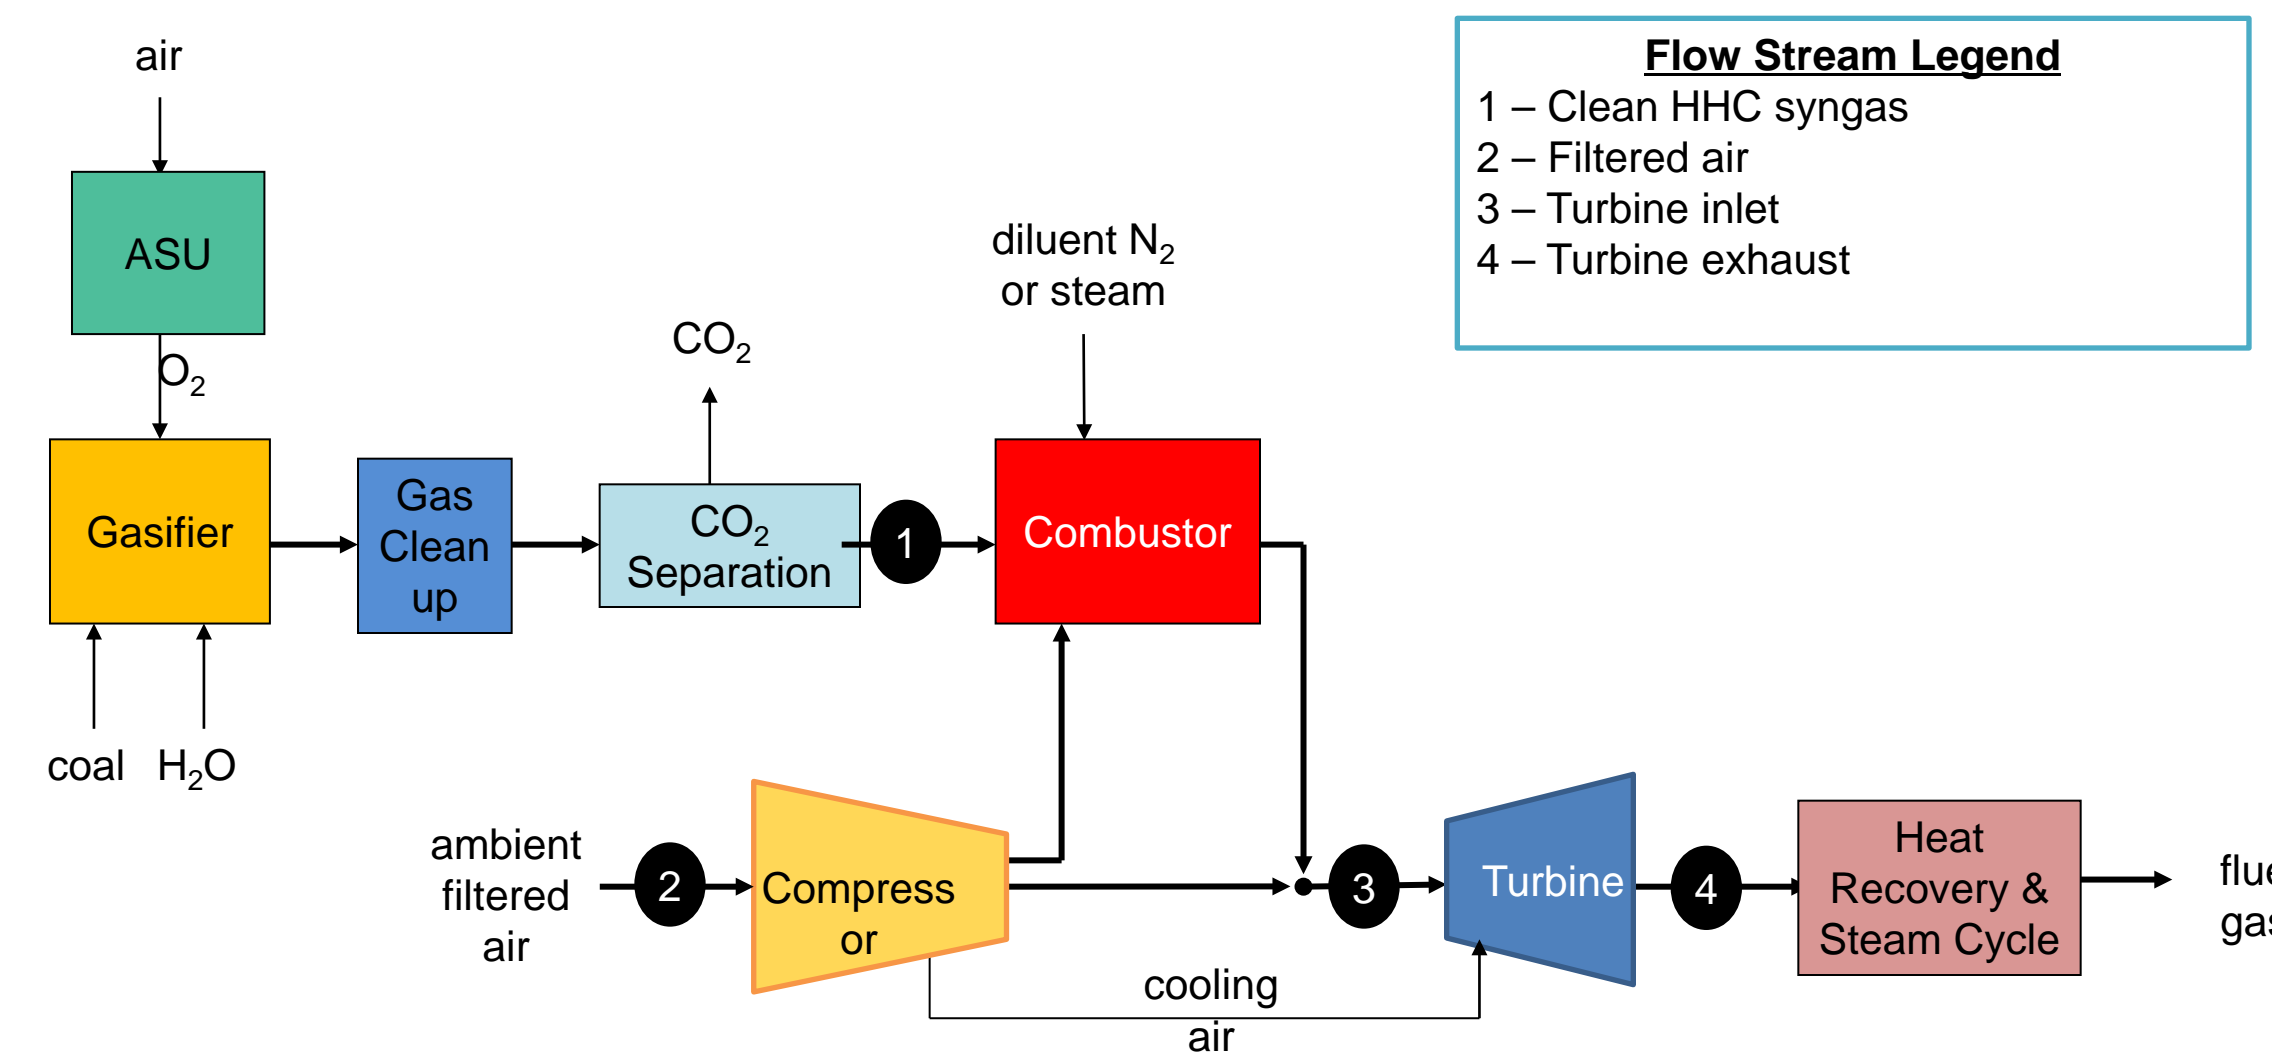 air
ASU
O₂
Gasifier
coal
H₂O
Gas
Clean
up
CO₂
CO₂
Separation
1
diluent N₂
or steam
Combustor
ambient
filtered
air
2
Compress
or
cooling
air
3
Turbine
4
Heat
Recovery &
Steam Cycle
Flow Stream Legend
1 – Clean HHC syngas
2 – Filtered air
3 – Turbine inlet
4 – Turbine exhaust